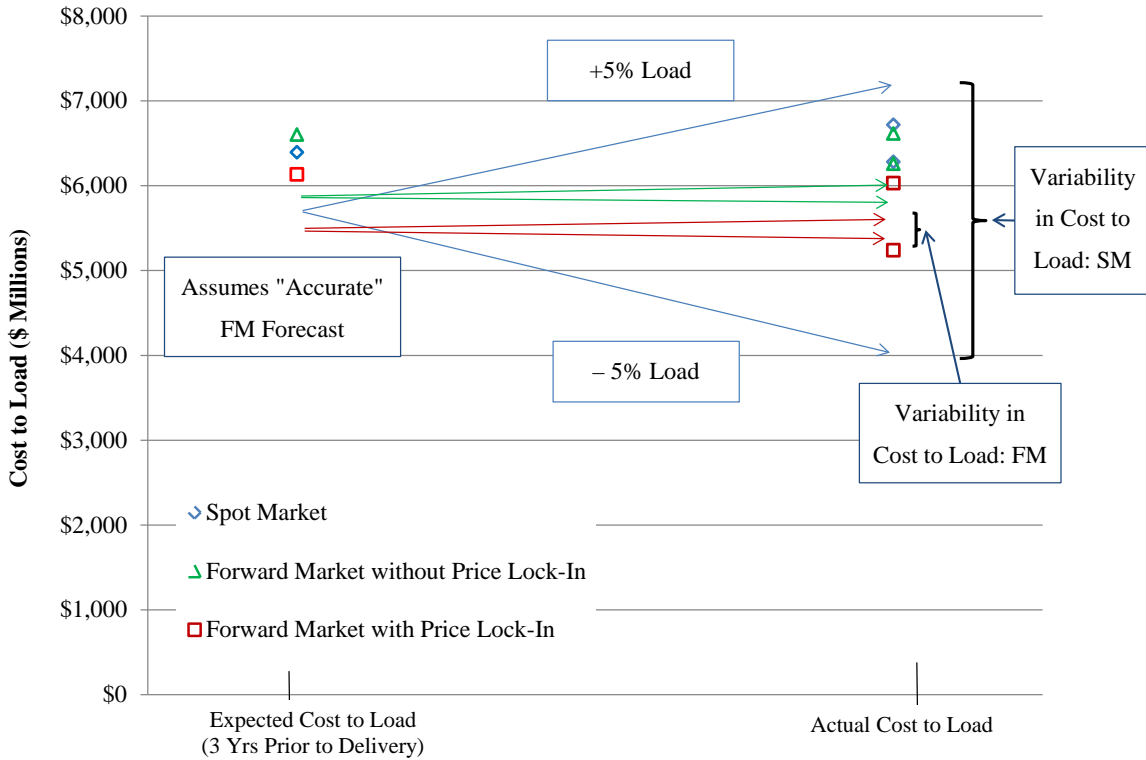 $8,000
$7,000
$6,000
$5,000
$4,000
$3,000
$2,000
$1,000
$0
Cost to Load ($ Millions)
+5% Load
Assumes "Accurate"
FM Forecast
– 5% Load
Variability
in Cost to
Load: SM
Variability in
Cost to Load: FM
Spot Market
Forward Market without Price Lock-In
Forward Market with Price Lock-In
Expected Cost to Load
(3 Yrs Prior to Delivery)
Actual Cost to Load